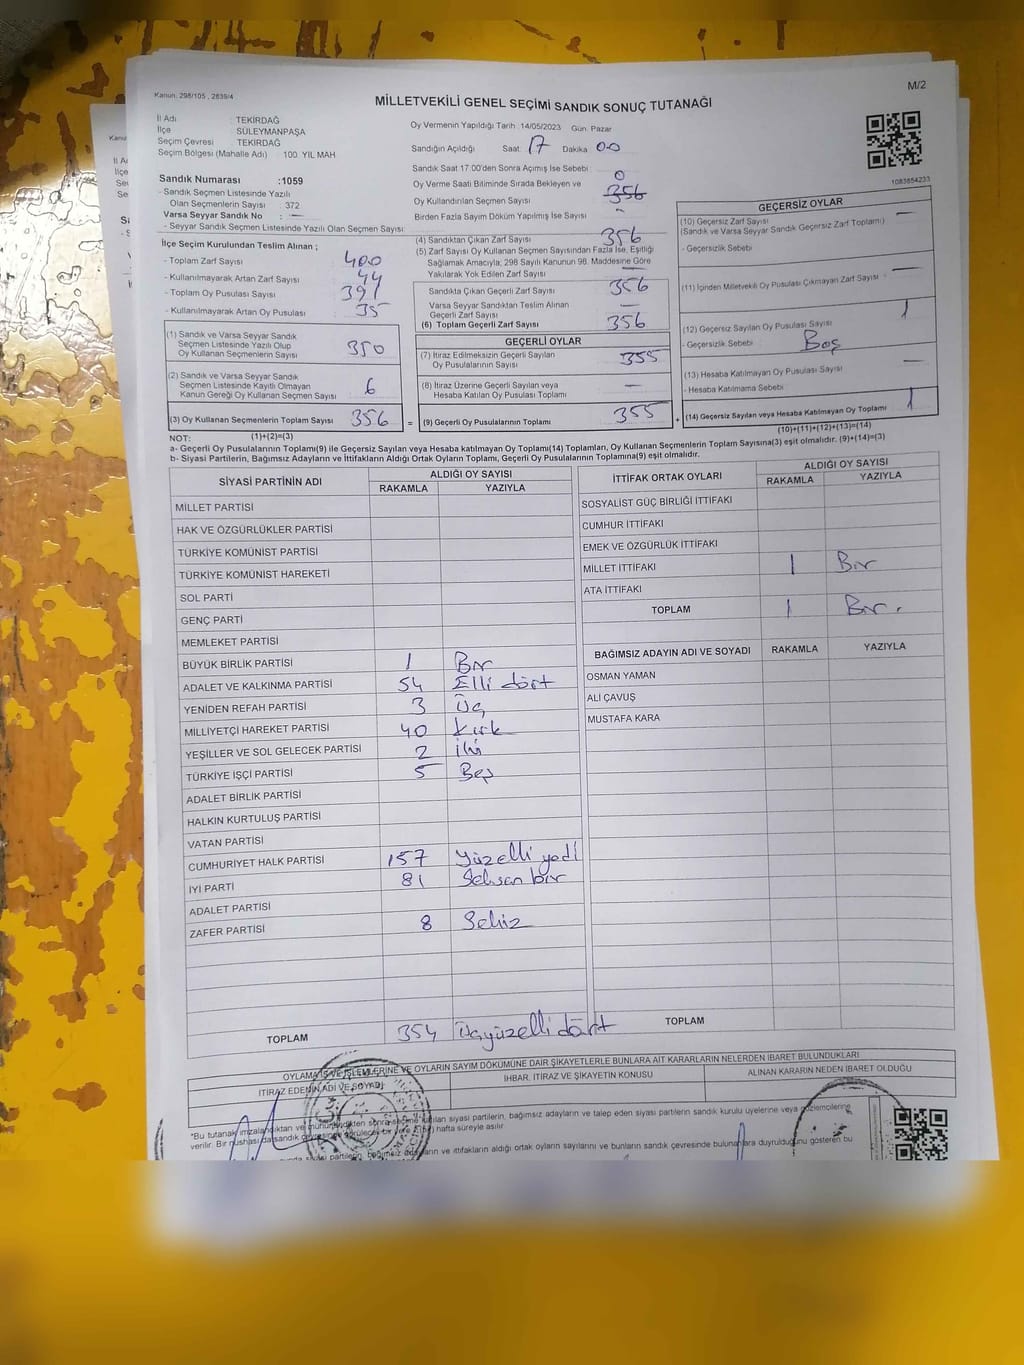 Kanun. 298/105 , 2839/4
M/2
MİLLETVEKİLİ GENEL SEÇİMİ SANDIK SONUÇ TUTANAĞI
İl Adı : TEKİRDAĞ
İlçe : SÜLEYMANPAŞA
Seçim Çevresi : TEKİRDAĞ
Seçim Bölgesi (Mahalle Adı) 100. YIL MAH
Sandık Numarası :1059
- Sandık Seçmen Listesinde Yazılı
Olan Seçmenlerin Sayısı : 372
Varsa Seyyar Sandık No : —
- Seyyar Sandık Seçmen Listesinde Yazılı Olan Seçmen Sayısı
İlçe Seçim Kurulundan Teslim Alınan ;
- Toplam Zarf Sayısı 400
- Kullanılmayarak Artan Zarf Sayısı 44
- Toplam Oy Pusulası Sayısı 391
- Kullanılmayarak Artan Oy Pusulası 35
(1) Sandık ve Varsa Seyyar Sandık
Seçmen Listesinde Yazılı Olup
Oy Kullanan Seçmenlerin Sayısı 350
(2) Sandık ve Varsa Seyyar Sandık
Seçmen Listesinde Kayıtlı Olmayan
Kanun Gereği Oy Kullanan Seçmen Sayısı 6
(3) Oy Kullanan Seçmenlerin Toplam Sayısı 356
Oy Vermenin Yapıldığı Tarih : 14/05/2023 Gün. Pazar
Sandığın Açıldığı Saat 17 Dakika 00
Sandık Saat 17:00'den Sonra Açımış İse Sebebi
Oy Verme Saati Bitiminde Sırada Bekleyen ve 0
Oy Kullandırılan Seçmen Sayısı 356
Birden Fazla Sayım Döküm Yapılmış İse Sayısı -
(4) Sandıktan Çıkan Zarf Sayısı 356
(5) Zarf Sayısı Oy Kullanan Seçmen Sayısından Fazla İse, Eşitliği
Sağlamak Amacıyla; 298 Sayılı Kanunun 98. Maddesine Göre
Yakılarak Yok Edilen Zarf Sayısı —
Sandıkta Çıkan Geçerli Zarf Sayısı 356
Varsa Seyyar Sandıktan Teslim Alınan
Geçerli Zarf Sayısı —
(6) Toplam Geçerli Zarf Sayısı 356
GEÇERLİ OYLAR
(7) İtiraz Edilmeksizin Geçerli Sayılan
Oy Pusulalarının Sayısı 355
(8) İtiraz Üzerine Geçerli Sayılan veya
Hesaba Katılan Oy Pusulası Toplamı —
= (9) Geçerli Oy Pusulalarının Toplamı 355
1083654233
GEÇERSİZ OYLAR
(10) Geçersiz Zarf Sayısı
(Sandık ve Varsa Seyyar Sandık Geçersiz Zarf Toplamı) —
- Geçersizlik Sebebi
(11) İçinden Milletvekili Oy Pusulası Çıkmayan Zarf Sayısı : —
(12) Geçersiz Sayılan Oy Pusulası Sayısı 1
- Geçersizlik Sebebi Boş
(13) Hesaba Katılmayan Oy Pusulası Sayısı —
- Hesaba Katılmama Sebebi
+ (14) Geçersiz Sayılan veya Hesaba Katılmayan Oy Toplamı 1
(10)+(11)+(12)+(13)=(14)
NOT: (1)+(2)=(3)
a- Geçerli Oy Pusulalarının Toplamı(9) ile Geçersiz Sayılan veya Hesaba katılmayan Oy Toplamı(14) Toplamları, Oy Kullanan Seçmenlerin Toplam Sayısına(3) eşit olmalıdır. (9)+(14)=(3)
b- Siyasi Partilerin, Bağımsız Adayların ve İttifakların Aldığı Ortak Oyların Toplamı, Geçerli Oy Pusulalarının Toplamına(9) eşit olmalıdır.
SİYASİ PARTİNİN ADI ALDIĞI OY SAYISI
RAKAMLA YAZIYLA
MİLLET PARTİSİ
HAK VE ÖZGÜRLÜKLER PARTİSİ
TÜRKİYE KOMÜNİST PARTİSİ
TÜRKİYE KOMÜNİST HAREKETİ
SOL PARTİ
GENÇ PARTİ
MEMLEKET PARTİSİ
BÜYÜK BİRLİK PARTİSİ 1 Bir
ADALET VE KALKINMA PARTİSİ 54 Elli dört
YENİDEN REFAH PARTİSİ 3 Üç
MİLLİYETÇİ HAREKET PARTİSİ 40 Kırk
YEŞİLLER VE SOL GELECEK PARTİSİ 2 İki
TÜRKİYE İŞÇİ PARTİSİ 5 Beş
ADALET BİRLİK PARTİSİ
HALKIN KURTULUŞ PARTİSİ
VATAN PARTİSİ
CUMHURİYET HALK PARTİSİ 157 Yüzelli yedi
İYİ PARTİ 81 Seksen bir
ADALET PARTİSİ
ZAFER PARTİSİ 8 Sekiz
TOPLAM 354 Üçyüzelli dört
İTTİFAK ORTAK OYLARI ALDIĞI OY SAYISI
RAKAMLA YAZIYLA
SOSYALİST GÜÇ BİRLİĞİ İTTİFAKI
CUMHUR İTTİFAKI
EMEK VE ÖZGÜRLÜK İTTİFAKI
MİLLET İTTİFAKI 1 Bir
ATA İTTİFAKI
TOPLAM 1 Bir.
BAĞIMSIZ ADAYIN ADI VE SOYADI RAKAMLA YAZIYLA
OSMAN YAMAN
ALİ ÇAVUŞ
MUSTAFA KARA
TOPLAM
OYLAMA İŞ VE İŞLEMLERİNE VE OYLARIN SAYIM DÖKÜMÜNE DAİR ŞİKAYETLERLE BUNLARA AİT KARARLARIN NELERDEN İBARET BULUNDUKLARI
İTİRAZ EDENİN ADI VE SOYADI İHBAR, İTİRAZ VE ŞİKAYETİN KONUSU ALINAN KARARIN NEDEN İBARET OLDUĞU
*Bu tutanak imzalandıktan ve mühürlendikten sonra seçime katılan siyasi partilerin, bağımsız adayların ve talep eden siyasi partilerin sandık kurulu üyelerine veya gözlemcilerine
verilir. Bir nüshası da sandık hafta süreyle asılır.
siyasi partilerin, bağımsız adayların ve ittifakların aldığı ortak oyların sayılarını ve bunların sandık çevresinde bulunanlara duyrulduğunu gösteren bu